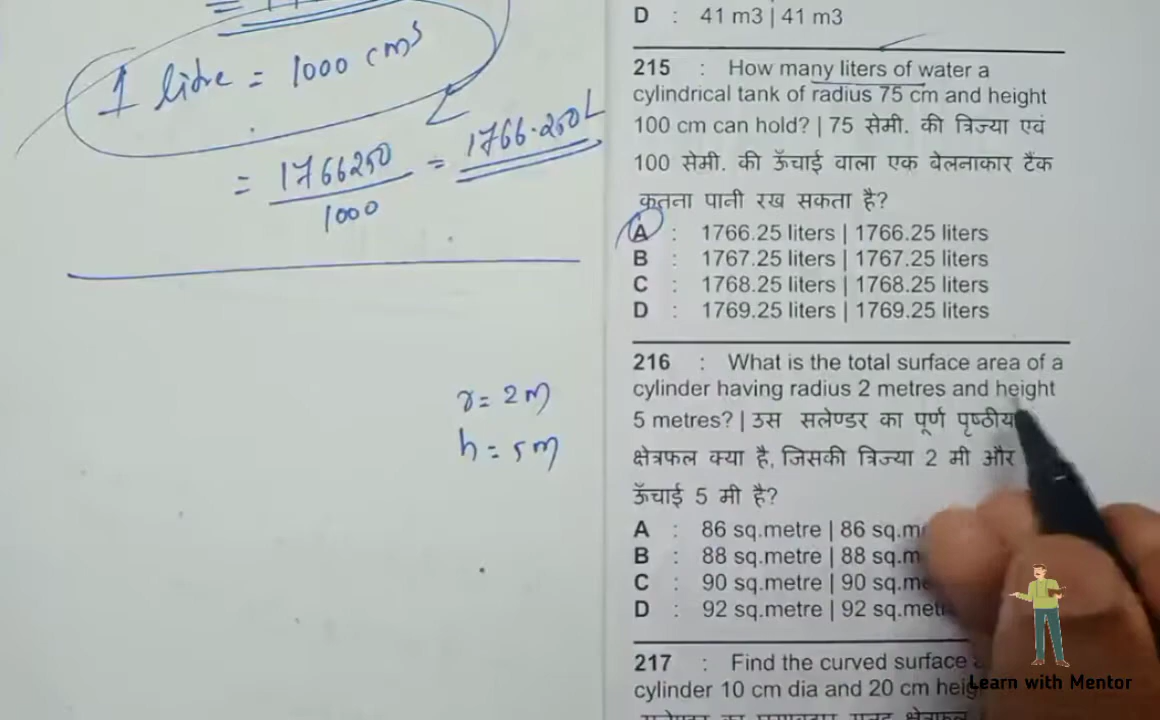 1 litre = 1000 cm3
= 1766250 / 1000 = 1766.250L
r = 2m
h = 5m
D : 41 m3 | 41 m3
215 : How many liters of water a
cylindrical tank of radius 75 cm and height
100 cm can hold? | 75 सेमी. की त्रिज्या एवं
100 सेमी. की ऊँचाई वाला एक बेलनाकार टैंक
कतना पानी रख सकता है?
A : 1766.25 liters | 1766.25 liters
B : 1767.25 liters | 1767.25 liters
C : 1768.25 liters | 1768.25 liters
D : 1769.25 liters | 1769.25 liters
216 : What is the total surface area of a
cylinder having radius 2 metres and height
5 metres? | उस सलेण्डर का पूर्ण पृष्ठीय
क्षेत्रफल क्या है, जिसकी त्रिज्या 2 मी और
ऊँचाई 5 मी है?
A : 86 sq.metre | 86
B : 88 sq.metre | 88
C : 90 sq.metre | 90
D : 92 sq.metre | 92
217 : Find the curved surface
cylinder 10 cm dia and 20 cm
Learn with Mentor